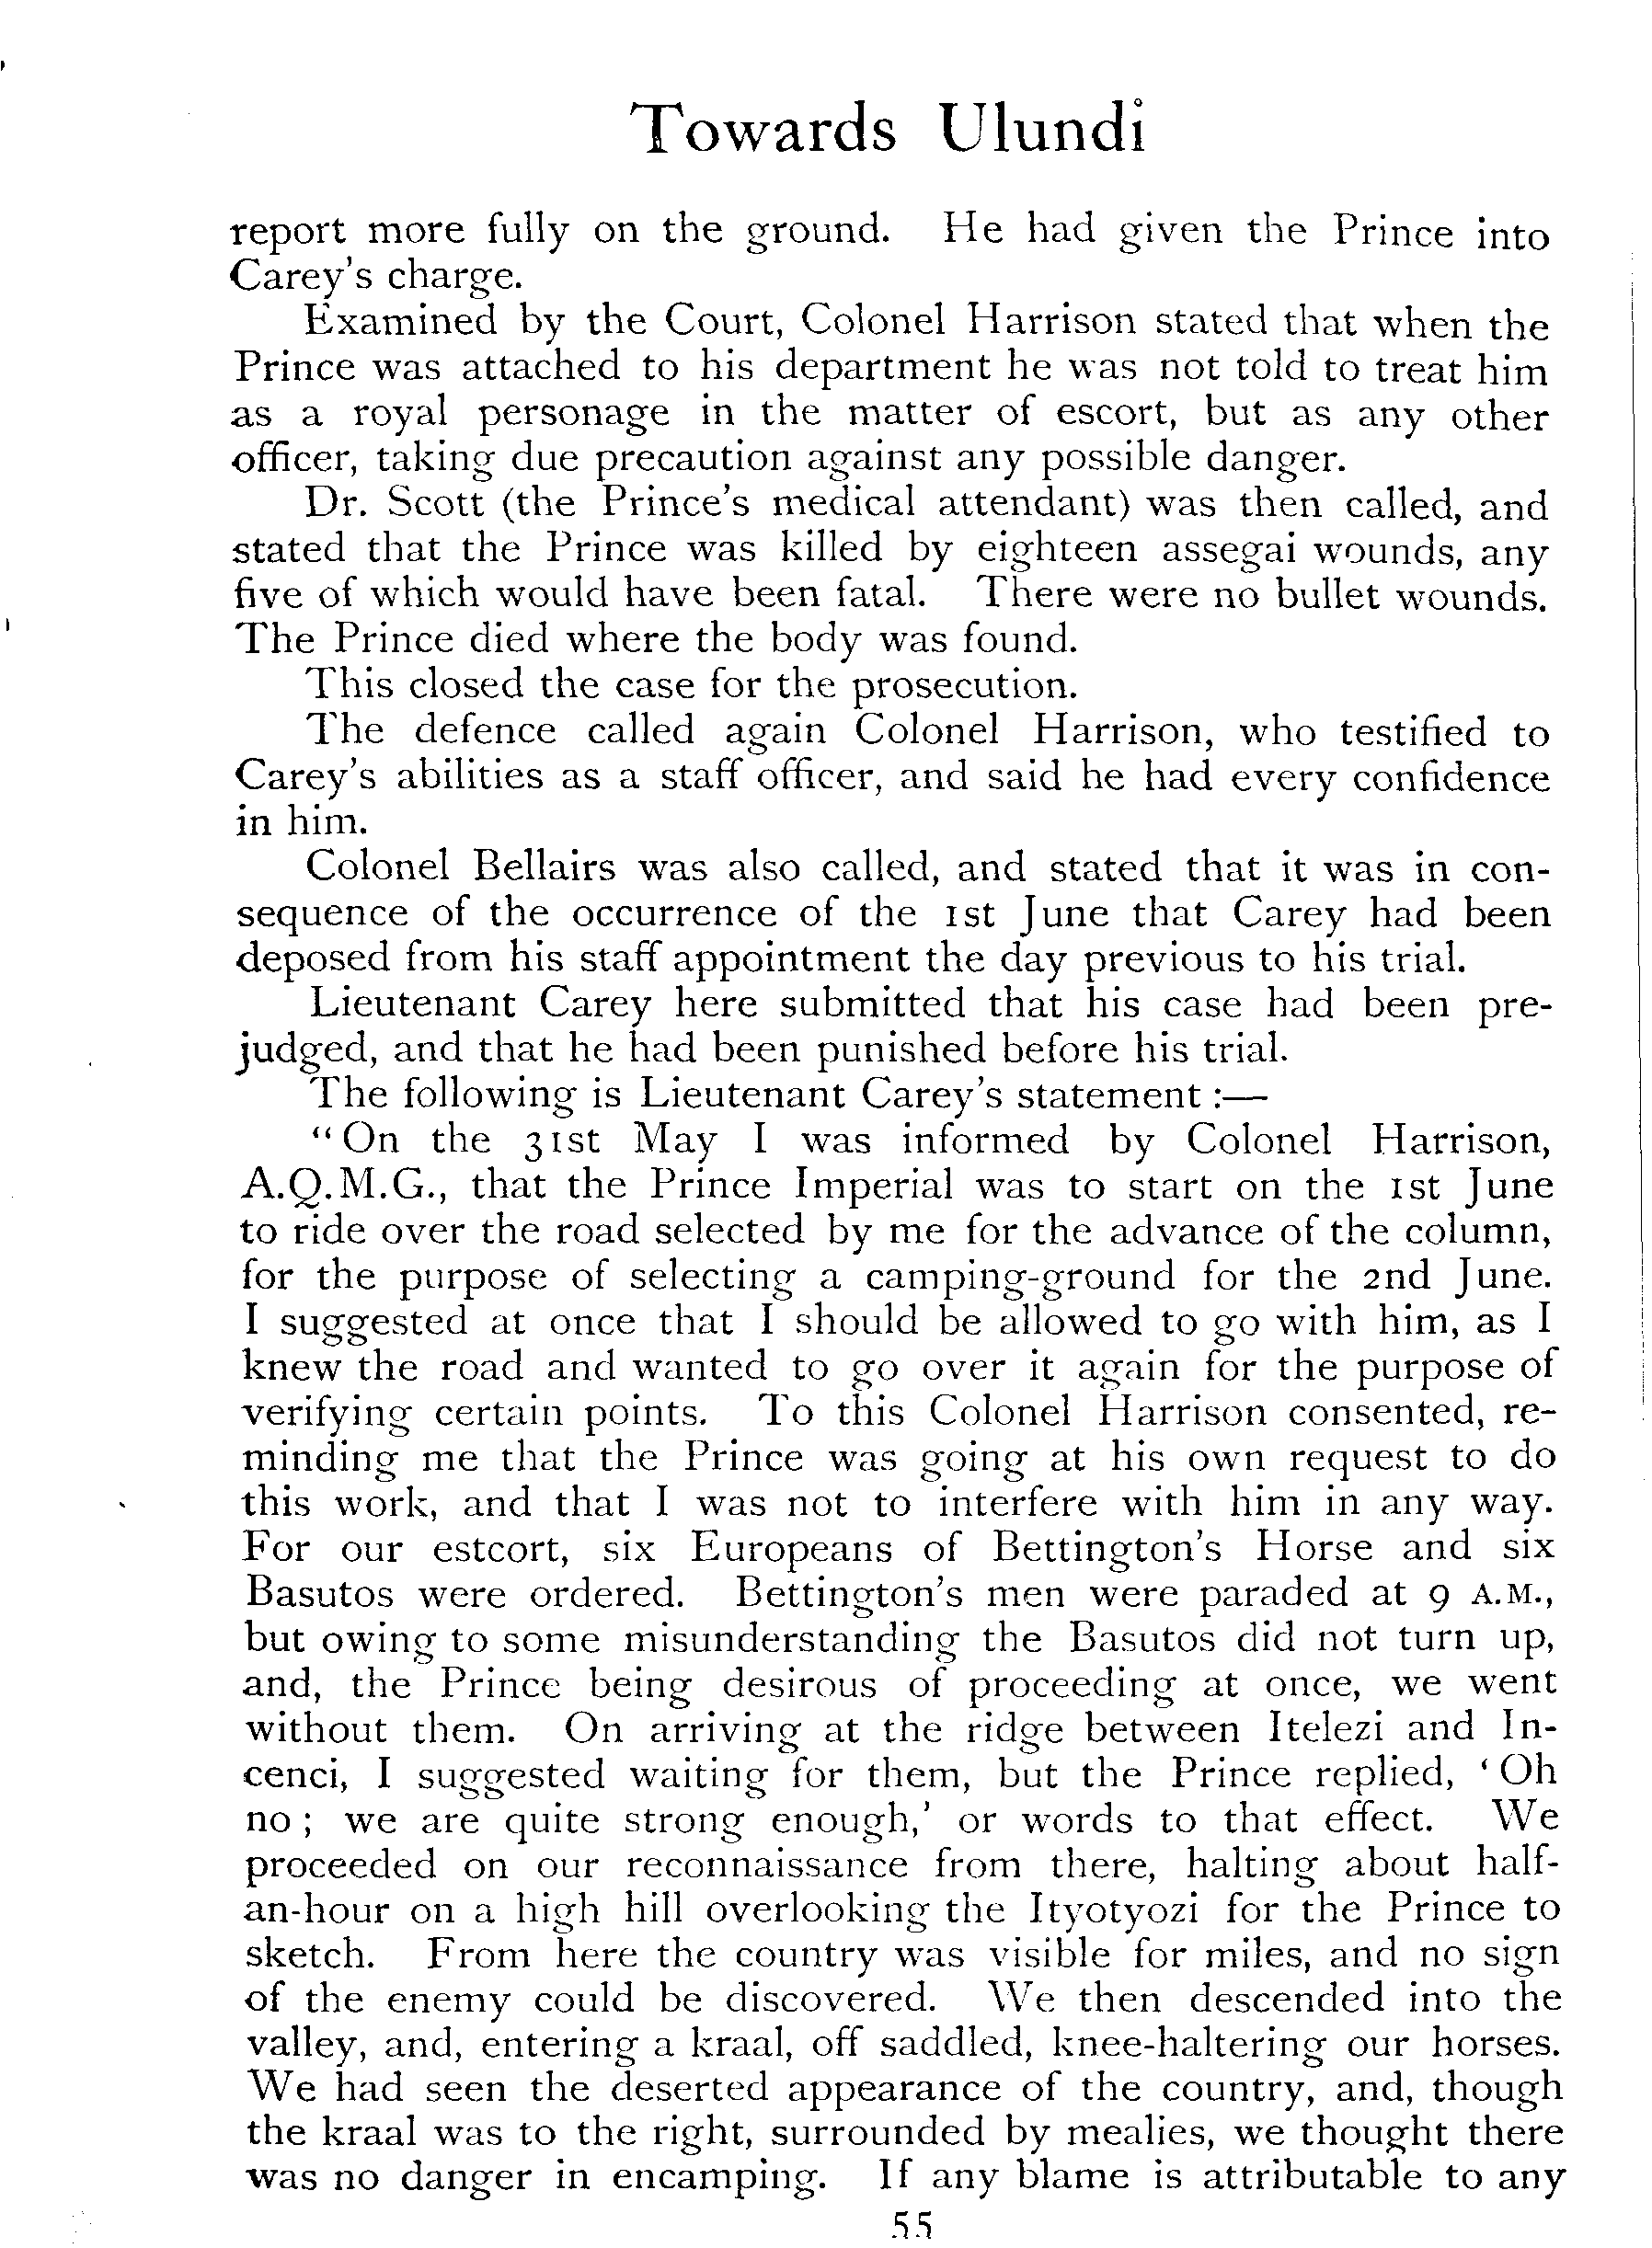 Towards Ulundi
report more fully on the ground. He had given the Prince into
Carey's charge.
Examined by the Court, Colonel Harrison stated that when the
Prince was attached to his department he was not told to treat him
as a royal personage in the matter of escort, but as any other
officer, taking due precaution against any possible danger.
Dr. Scott (the Prince's medical attendant) was then called, and
stated that the Prince was killed by eighteen assegai wounds, any
five of which would have been fatal. There were no bullet wounds.
The Prince died where the body was found.
This closed the case for the prosecution.
The defence called again Colonel Harrison, who testified to
Carey's abilities as a staff officer, and said he had every confidence
in him.
Colonel Bellairs was also called, and stated that it was in con-
sequence of the occurrence of the 1st June that Carey had been
deposed from his staff appointment the day previous to his trial.
Lieutenant Carey here submitted that his case had been pre-
judged, and that he had been punished before his trial.
The following is Lieutenant Carey's statement :—
“On the 31st May I was informed by Colonel Harrison,
A.Q.M.G., that the Prince Imperial was to start on the 1st June
to ride over the road selected by me for the advance of the column,
for the purpose of selecting a camping-ground for the 2nd June.
I suggested at once that I should be allowed to go with him, as I
knew the road and wanted to go over it again for the purpose of
verifying certain points. To this Colonel Harrison consented, re-
minding me that the Prince was going at his own request to do
this work, and that I was not to interfere with him in any way.
For our estcort, six Europeans of Bettington's Horse and six
Basutos were ordered. Bettington's men were paraded at 9 A.M.,
but owing to some misunderstanding the Basutos did not turn up,
and, the Prince being desirous of proceeding at once, we went
without them. On arriving at the ridge between Itelezi and In-
cenci, I suggested waiting for them, but the Prince replied, ‘Oh
no ; we are quite strong enough,’ or words to that effect. We
proceeded on our reconnaissance from there, halting about half-
an-hour on a high hill overlooking the Ityotyozi for the Prince to
sketch. From here the country was visible for miles, and no sign
of the enemy could be discovered. We then descended into the
valley, and, entering a kraal, off saddled, knee-haltering our horses.
We had seen the deserted appearance of the country, and, though
the kraal was to the right, surrounded by mealies, we thought there
was no danger in encamping. If any blame is attributable to any
55